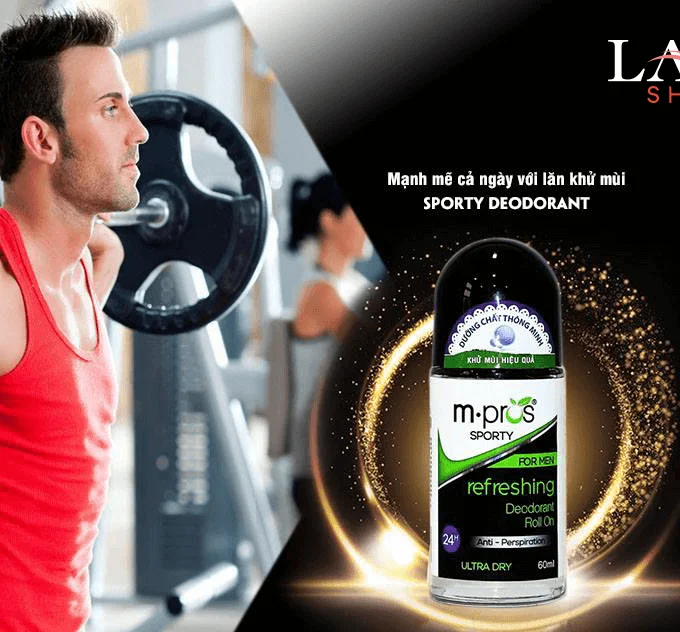 LA
SH
Mạnh mẽ cả ngày với lăn khử mùi
SPORTY DEODORANT
DƯỠNG CHẤT THÔNG MINH
KHỬ MÙI HIỆU QUẢ
m·pros®
SPORTY
FOR MEN
refreshing
Deodorant
Roll On
24H
Anti - Perspiration
ULTRA DRY
60ml